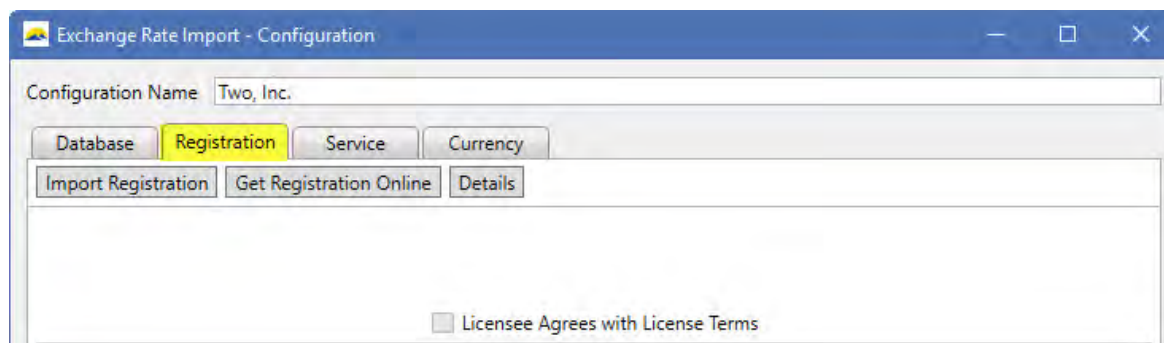 Exchange Rate Import - Configuration
Configuration Name Two, Inc.
Database Registration Service Currency
Import Registration Get Registration Online Details
Licensee Agrees with License Terms